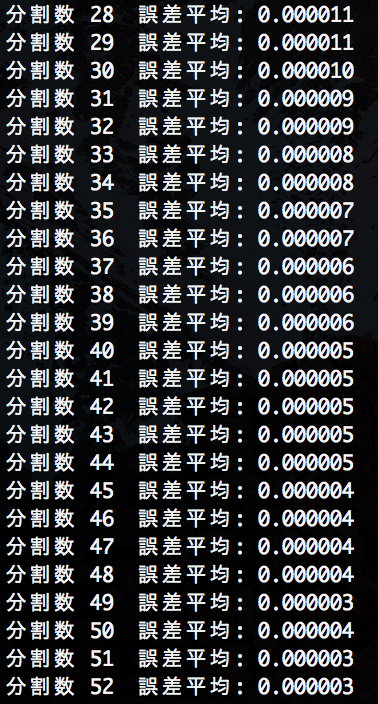 分割数 28 誤差平均: 0.000011
分割数 29 誤差平均: 0.000011
分割数 30 誤差平均: 0.000010
分割数 31 誤差平均: 0.000009
分割数 32 誤差平均: 0.000009
分割数 33 誤差平均: 0.000008
分割数 34 誤差平均: 0.000008
分割数 35 誤差平均: 0.000007
分割数 36 誤差平均: 0.000007
分割数 37 誤差平均: 0.000006
分割数 38 誤差平均: 0.000006
分割数 39 誤差平均: 0.000006
分割数 40 誤差平均: 0.000005
分割数 41 誤差平均: 0.000005
分割数 42 誤差平均: 0.000005
分割数 43 誤差平均: 0.000005
分割数 44 誤差平均: 0.000005
分割数 45 誤差平均: 0.000004
分割数 46 誤差平均: 0.000004
分割数 47 誤差平均: 0.000004
分割数 48 誤差平均: 0.000004
分割数 49 誤差平均: 0.000003
分割数 50 誤差平均: 0.000004
分割数 51 誤差平均: 0.000003
分割数 52 誤差平均: 0.000003